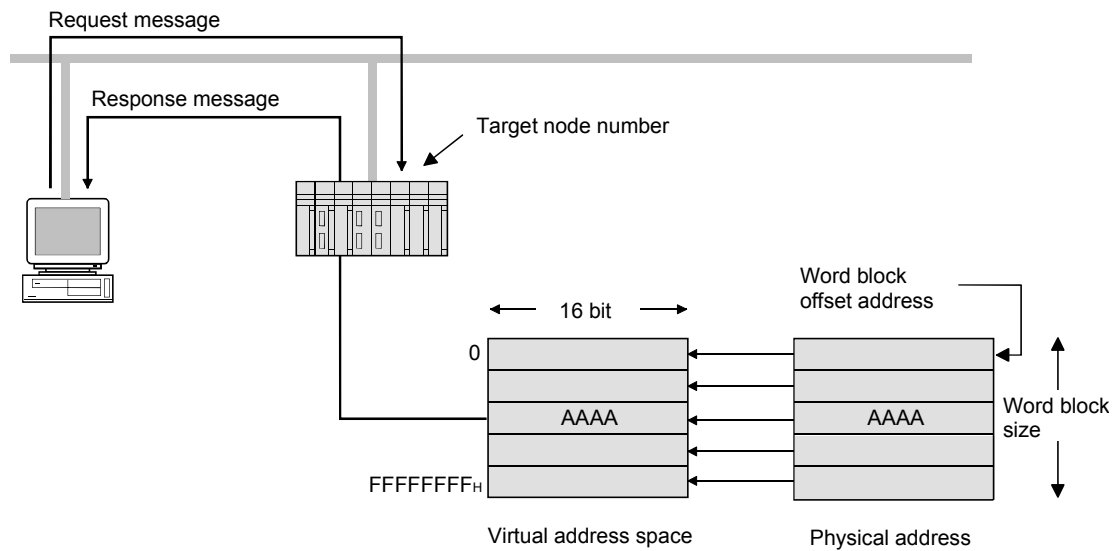 Request message
Response message
Target node number
Word block
offset address
16 bit
0
AAAA
AAAA
Word block
size
FFFFFFFFH
Virtual address space
Physical address